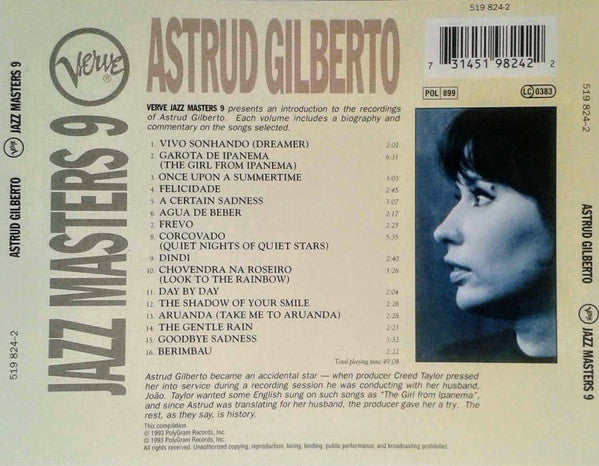 519 824-2
ASTRUD GILBERTO
Verve
®
JAZZ MASTERS 9
7 31451 98242 2
POL 899
LC 0383
VERVE JAZZ MASTERS 9 presents an introduction to the recordings
of Astrud Gilberto. Each volume includes a biography and
commentary on the songs selected.
1. VIVO SONHANDO (DREAMER) 2:02
2. GAROTA DE IPANEMA 6:31
(THE GIRL FROM IPANEMA)
3. ONCE UPON A SUMMERTIME 3:03
4. FELICIDADE 2:45
5. A CERTAIN SADNESS 3:07
6. AGUA DE BEBER 2:17
7. FREVO 2:25
8. CORCOVADO 5:35
(QUIET NIGHTS OF QUIET STARS)
9. DINDI 2:40
10. CHOVENDRA NA ROSEIRO 3:26
(LOOK TO THE RAINBOW)
11. DAY BY DAY 2:04
12. THE SHADOW OF YOUR SMILE 2:28
13. ARUANDA (TAKE ME TO ARUANDA) 2:28
14. THE GENTLE RAIN 2:23
15. GOODBYE SADNESS 3:32
16. BERIMBAU 2:22
Total playing time 49:08
Astrud Gilberto became an accidental star — when producer Creed Taylor pressed
her into service during a recording session he was conducting with her husband,
João. Taylor wanted some English sung on such songs as "The Girl from Ipanema",
and since Astrud was translating for her husband, the producer gave her a try. The
rest, as they say, is history.
This compilation
℗ 1993 PolyGram Records, Inc.
© 1993 PolyGram Records, Inc.
All rights reserved. Unauthorized copying, reproduction, hiring, lending, public performance, and broadcasting prohibited.
519 824-2 ASTRUD GILBERTO Verve JAZZ MASTERS 9
519 824-2 ASTRUD GILBERTO Verve JAZZ MASTERS 9